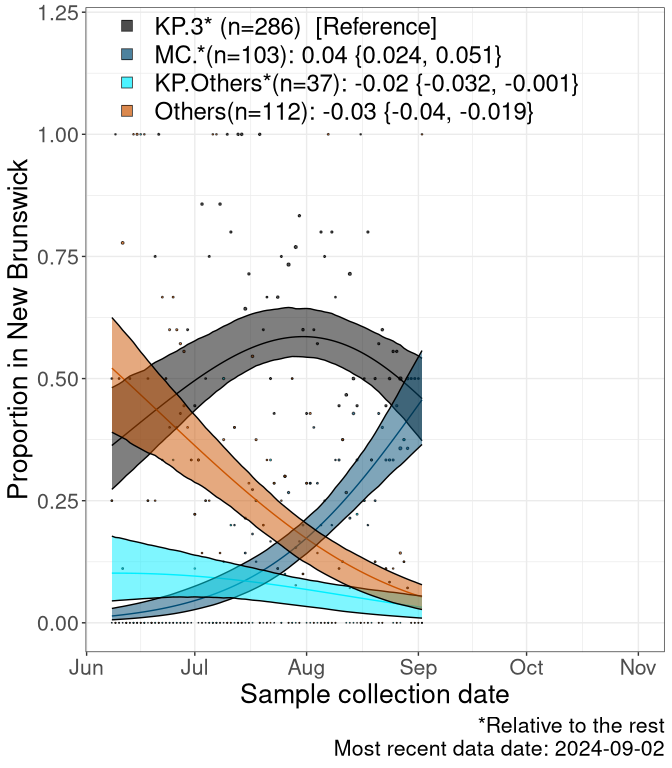 1.25
KP.3* (n=286) [Reference]
MC.*(n=103): 0.04 {0.024, 0.051}
KP.Others*(n=37): -0.02 {-0.032, -0.001}
Others(n=112): -0.03 {-0.04, -0.019}
1.00
0.75
0.50
0.25
0.00
Proportion in New Brunswick
Jun Jul Aug Sep Oct Nov
Sample collection date
*Relative to the rest
Most recent data date: 2024-09-02